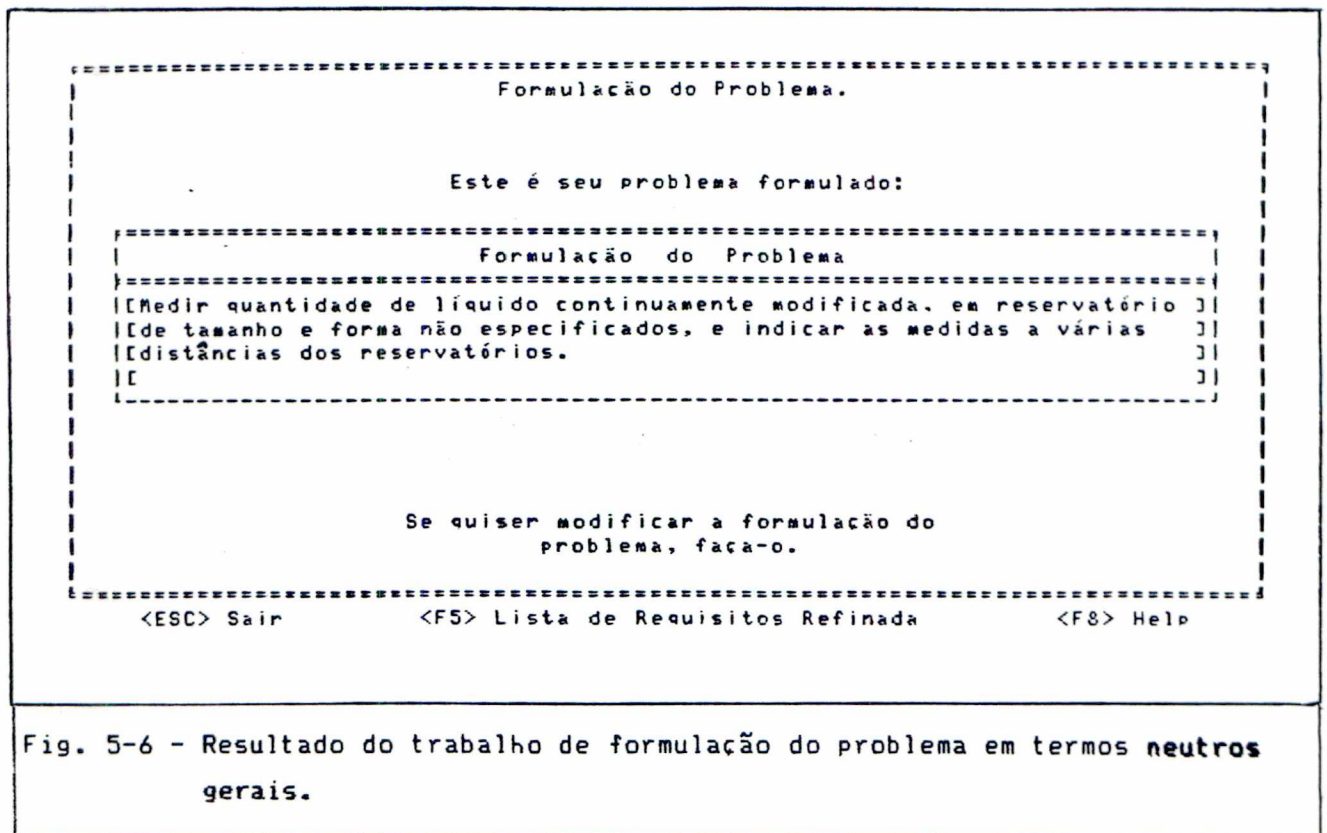 Formulação do Problema.
Este é seu problema formulado:
Formulação do Problema
[Medir quantidade de líquido continuamente modificada, em reservatório ]
[de tamanho e forma não especificados, e indicar as medidas a várias ]
[distâncias dos reservatórios. ]
[ ]
Se quiser modificar a formulação do
problema, faça-o.
<ESC> Sair <F5> Lista de Requisitos Refinada <F8> Help
Fig. 5-6 - Resultado do trabalho de formulação do problema em termos neutros
gerais.